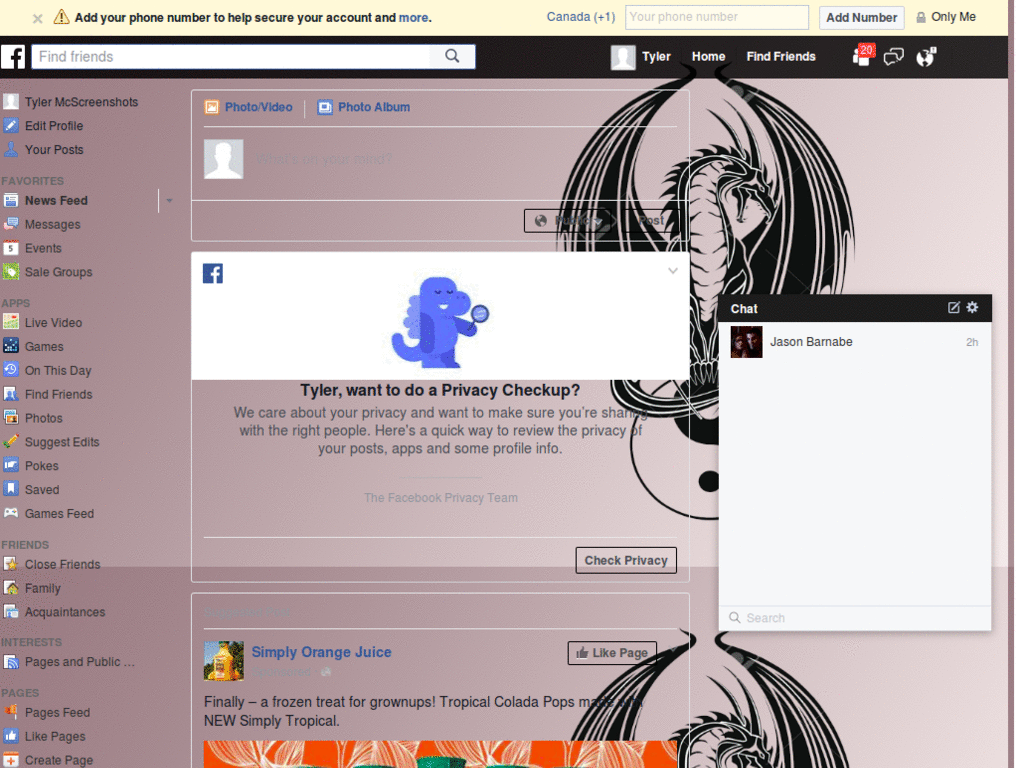 Add your phone number to help secure your account and more.
Canada (+1)
Your phone number
Add Number
Only Me
Find friends
Tyler
Home
Find Friends
20
1
Tyler McScreenshots
Edit Profile
Your Posts
FAVORITES
News Feed
Messages
5
Events
Sale Groups
APPS
Live Video
Games
On This Day
Find Friends
Photos
Suggest Edits
Pokes
Saved
Games Feed
FRIENDS
Close Friends
Family
Acquaintances
INTERESTS
Pages and Public ...
PAGES
Pages Feed
Like Pages
Create Page
Photo/Video
Photo Album
What's on your mind?
Public
Post
Tyler, want to do a Privacy Checkup?
We care about your privacy and want to make sure you're sharing
with the right people. Here's a quick way to review the privacy of
your posts, apps and some profile info.
The Facebook Privacy Team
Check Privacy
Simply Orange Juice
Like Page
Finally – a frozen treat for grownups! Tropical Colada Pops made with
NEW Simply Tropical.
Chat
Jason Barnabe
2h
Search